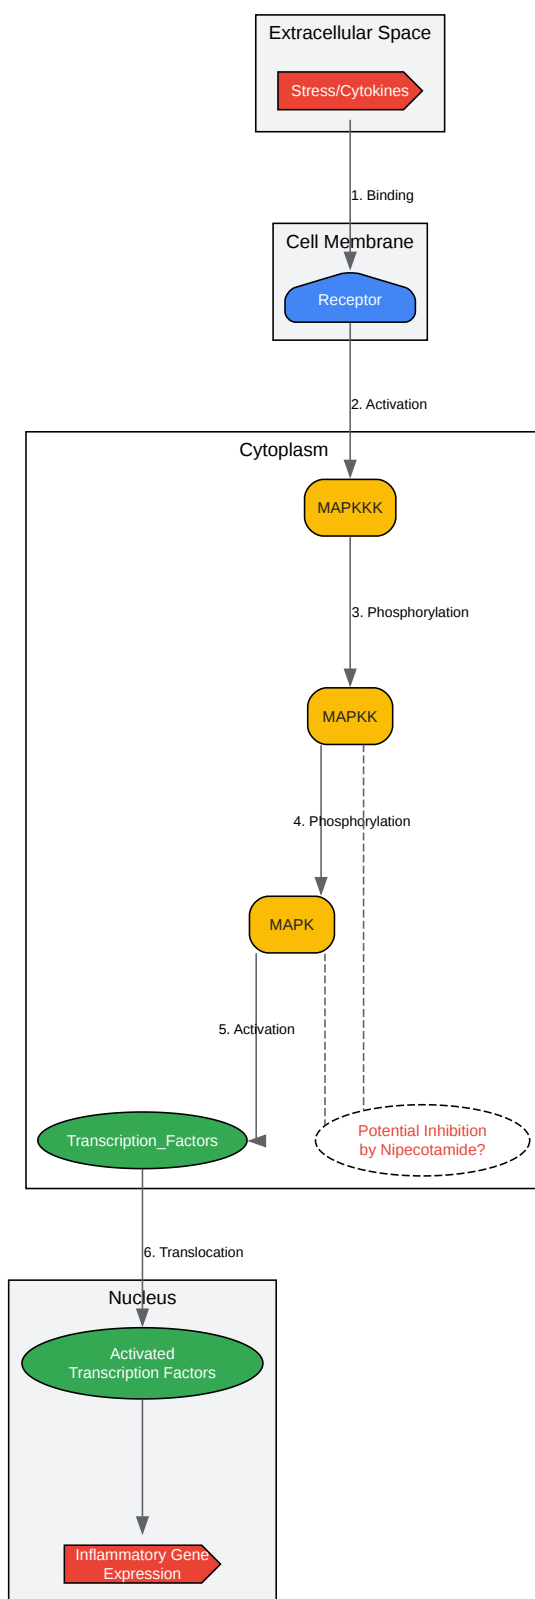 Extracellular Space
Stress/Cytokines
1. Binding
Cell Membrane
Receptor
2. Activation
Cytoplasm
MAPKKK
3. Phosphorylation
MAPKK
4. Phosphorylation
MAPK
5. Activation
Transcription_Factors
Potential Inhibition
by Nipecotamide?
6. Translocation
Nucleus
Activated
Transcription Factors
Inflammatory Gene
Expression